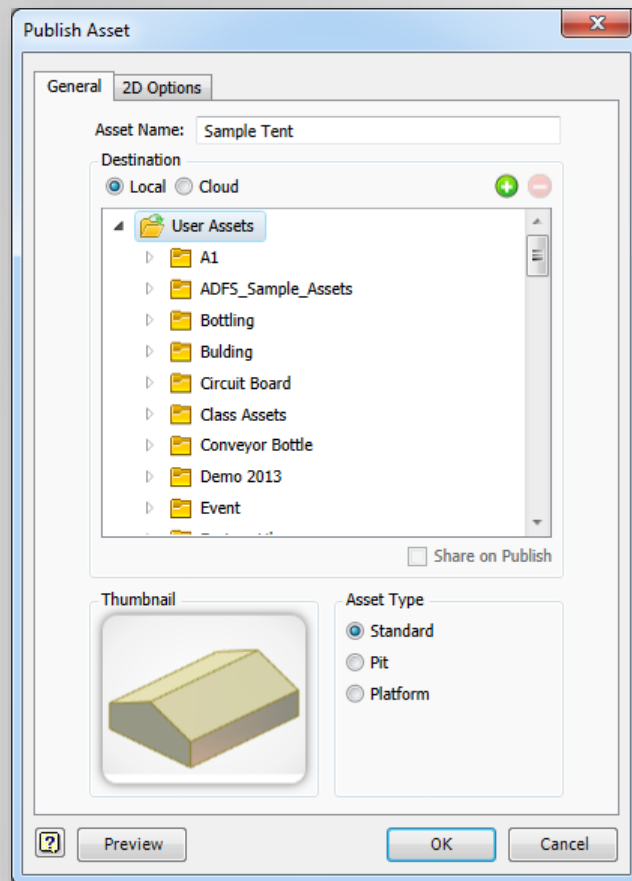 Publish Asset
General 2D Options
Asset Name: Sample Tent
Destination
Local Cloud
User Assets
A1
ADFS_Sample_Assets
Bottling
Bulding
Circuit Board
Class Assets
Conveyor Bottle
Demo 2013
Event
Share on Publish
Thumbnail Asset Type
Standard
Pit
Platform
? Preview OK Cancel